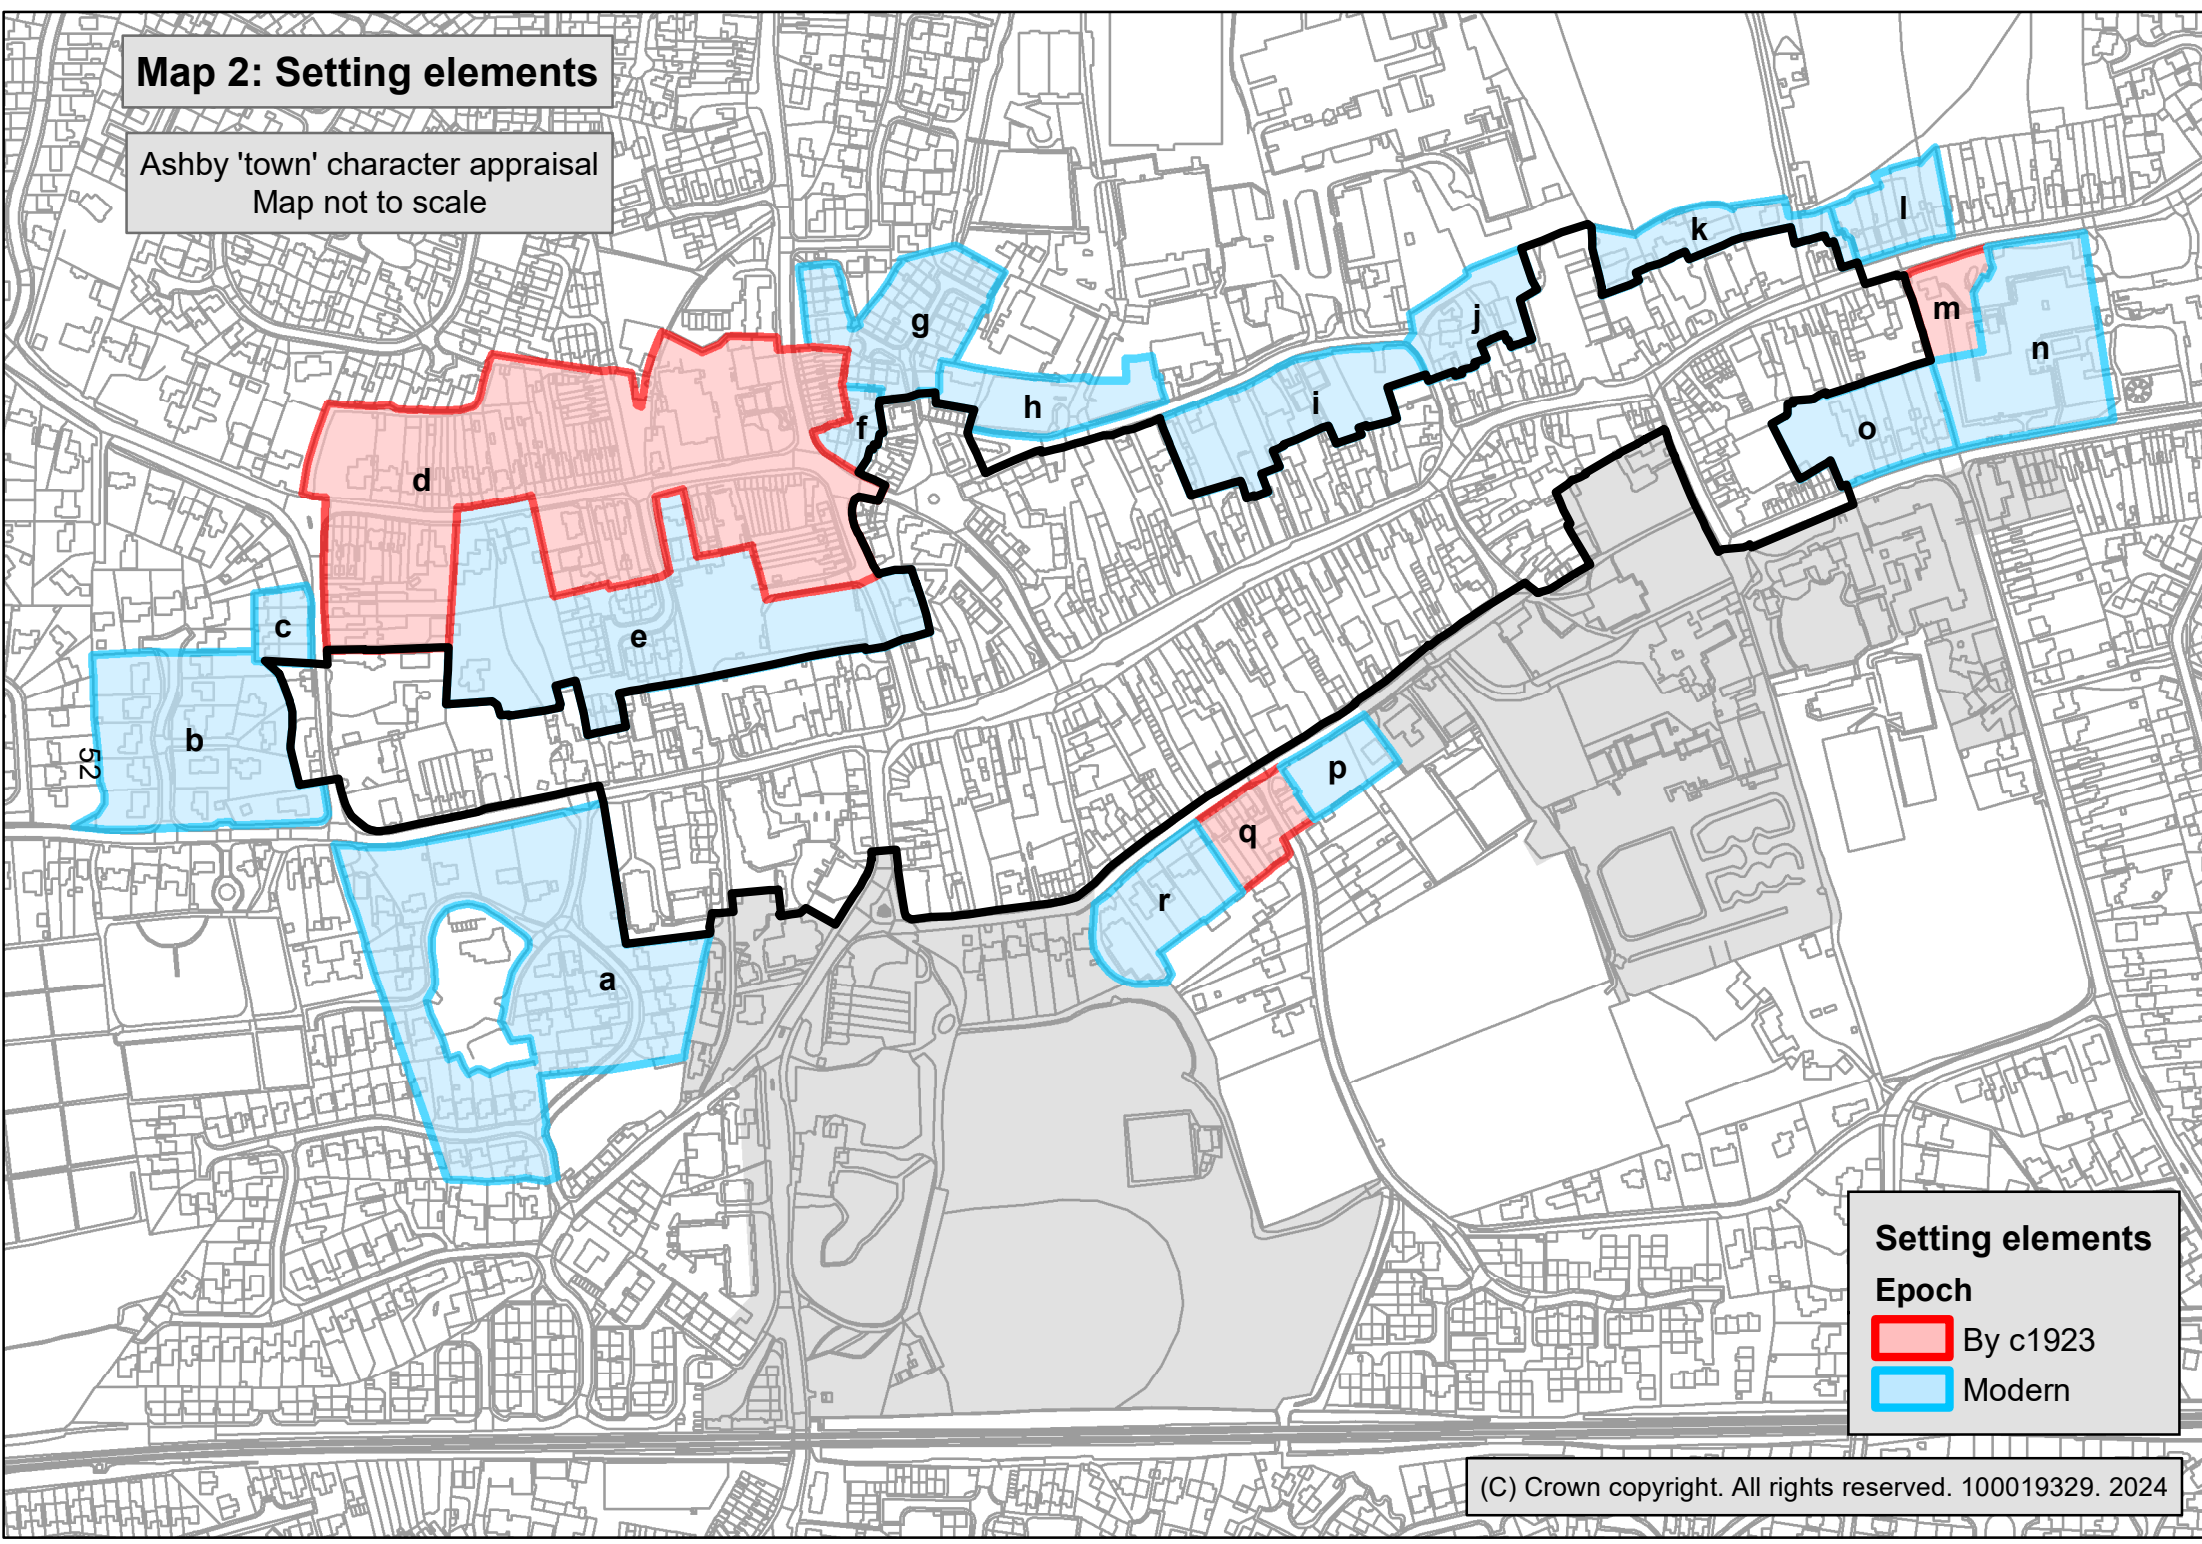 Map 2: Setting elements
Ashby 'town' character appraisal
Map not to scale
l
k
g
m
j
n
h
i
f
o
d
c
e
b
52
p
q
r
a
Setting elements
Epoch
By c1923
Modern
(C) Crown copyright. All rights reserved. 100019329. 2024